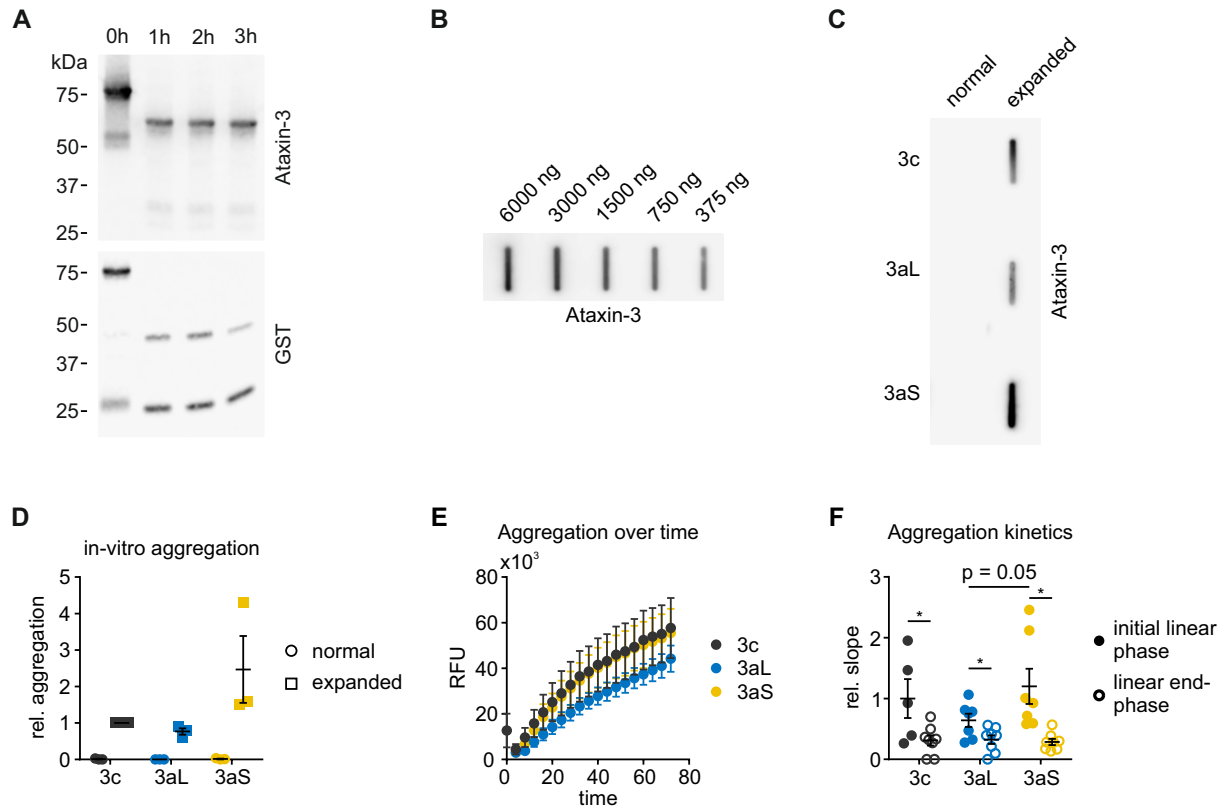 A
0h 1h 2h 3h
kDa
75-
50-
37-
25-
Ataxin-3
75-
50-
37-
25-
GST
B
6000 ng
3000 ng
1500 ng
750 ng
375 ng
Ataxin-3
C
normal
expanded
3c
3aL
3aS
Ataxin-3
D
in-vitro aggregation
rel. aggregation
5
4
3
2
1
0
3c 3aL 3aS
normal
expanded
E
Aggregation over time
x10³
RFU
80
60
40
20
0
0 20 40 60 80
time
3c
3aL
3aS
F
Aggregation kinetics
rel. slope
3
2
1
0
p = 0.05
*
*
*
3c 3aL 3aS
initial linear
phase
linear end-
phase